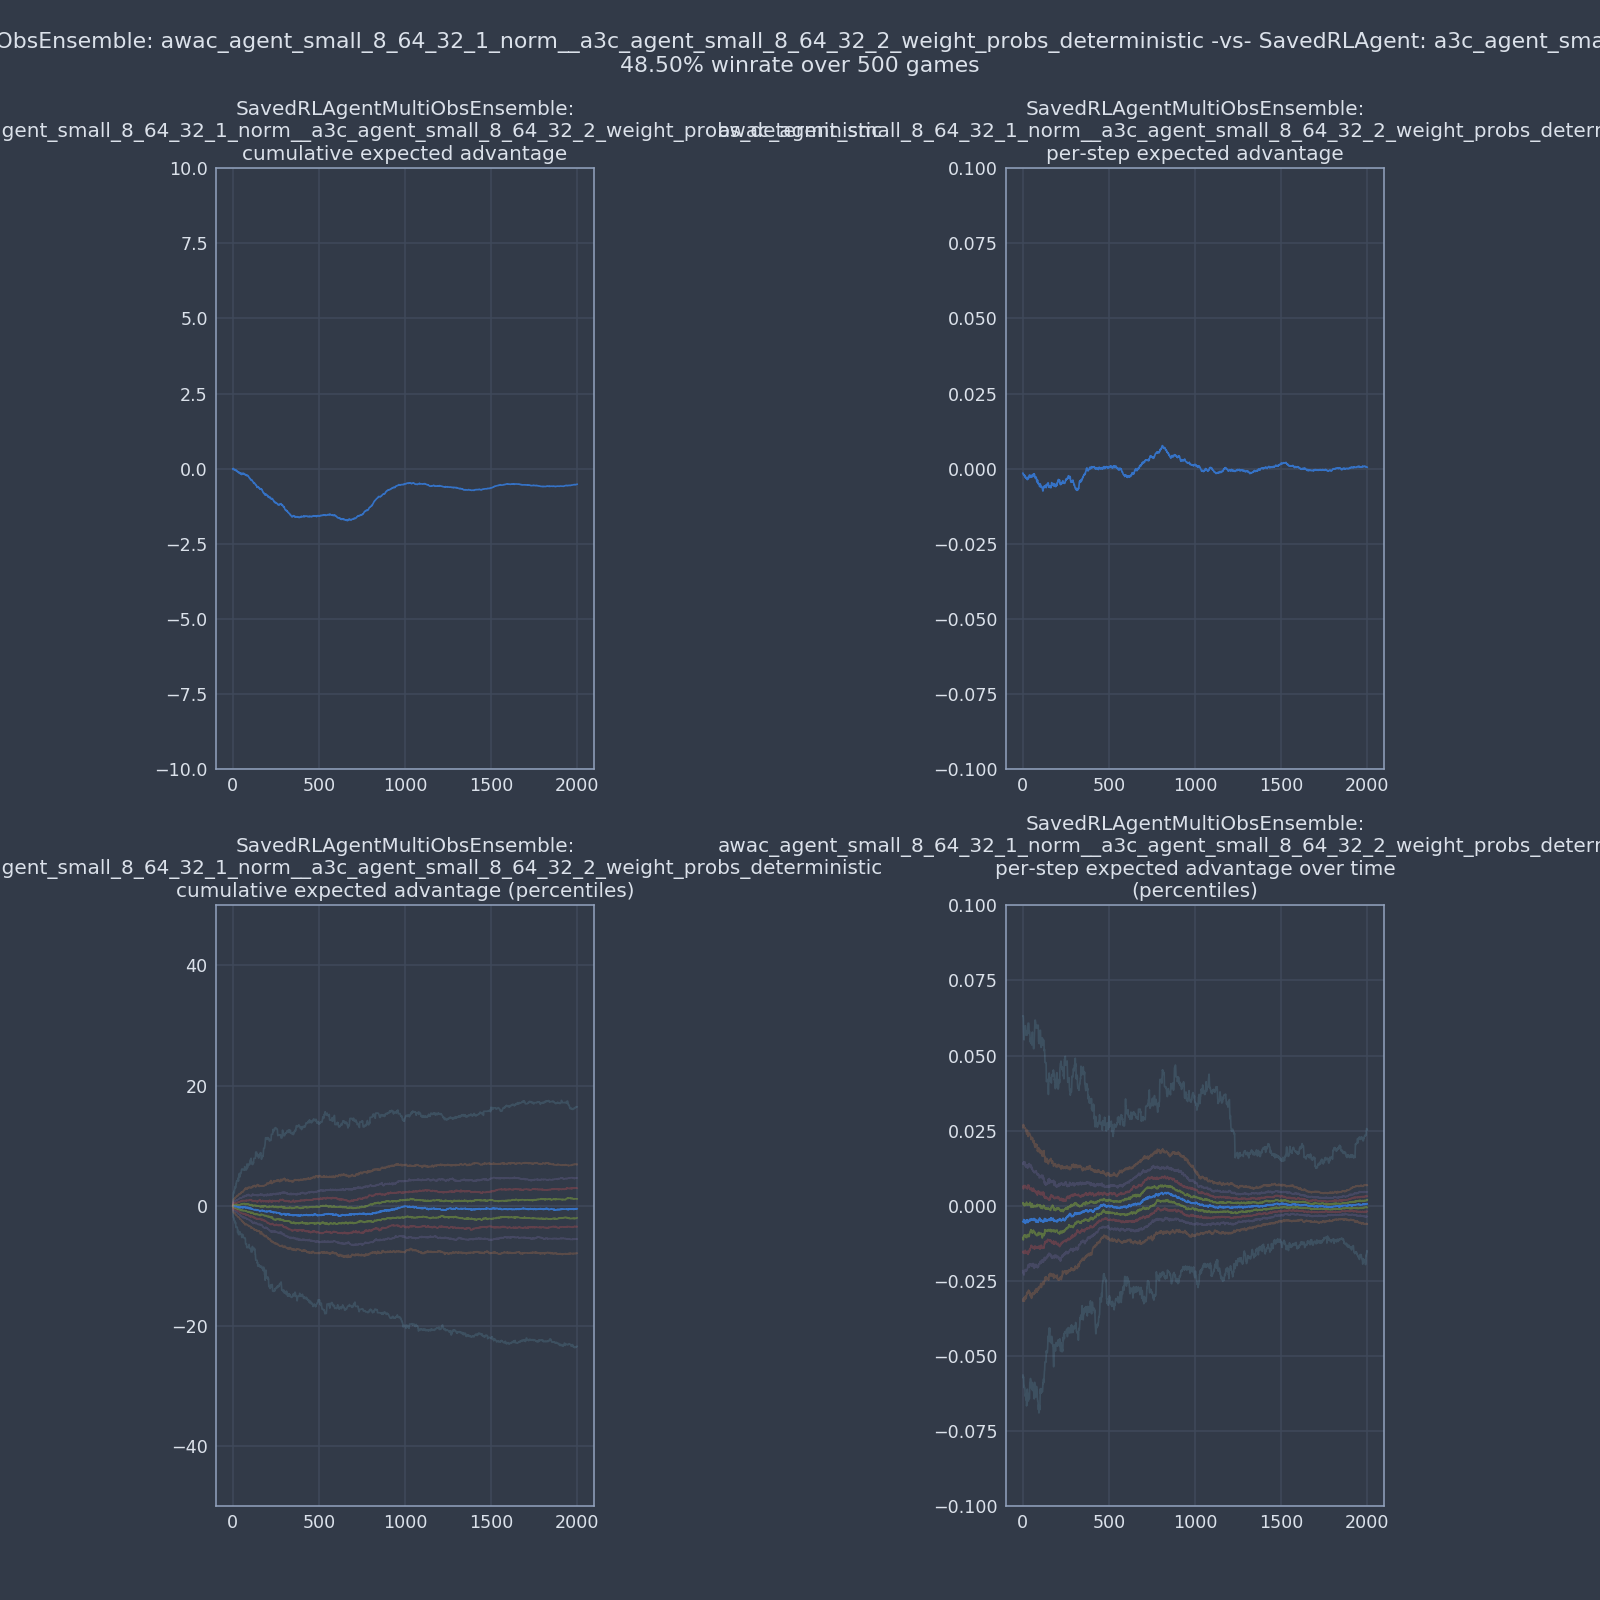 ObsEnsemble: awac_agent_small_8_64_32_1_norm__a3c_agent_small_8_64_32_2_weight_probs_deterministic -vs- SavedRLAgent: a3c_agent_sma
48.50% winrate over 500 games
SavedRLAgentMultiObsEnsemble:
gent_small_8_64_32_1_norm__a3c_agent_small_8_64_32_2_weight_probs_deterministic
cumulative expected advantage
10.0
7.5
5.0
2.5
0.0
−2.5
−5.0
−7.5
−10.0
0 500 1000 1500 2000
SavedRLAgentMultiObsEnsemble:
awac_agent_small_8_64_32_1_norm__a3c_agent_small_8_64_32_2_weight_probs_deterr
per-step expected advantage
0.100
0.075
0.050
0.025
0.000
−0.025
−0.050
−0.075
−0.100
0 500 1000 1500 2000
SavedRLAgentMultiObsEnsemble:
gent_small_8_64_32_1_norm__a3c_agent_small_8_64_32_2_weight_probs_deterministic
cumulative expected advantage (percentiles)
40
20
0
−20
−40
0 500 1000 1500 2000
SavedRLAgentMultiObsEnsemble:
awac_agent_small_8_64_32_1_norm__a3c_agent_small_8_64_32_2_weight_probs_deterr
per-step expected advantage over time
(percentiles)
0.100
0.075
0.050
0.025
0.000
−0.025
−0.050
−0.075
−0.100
0 500 1000 1500 2000